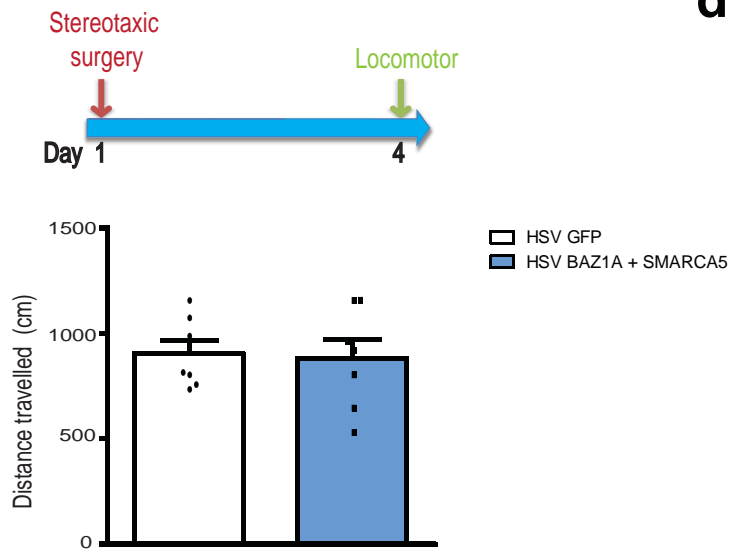 d
Stereotaxic
surgery
Locomotor
Day 1
4
1500
1000
500
0
Distance travelled (cm)
HSV GFP
HSV BAZ1A + SMARCA5